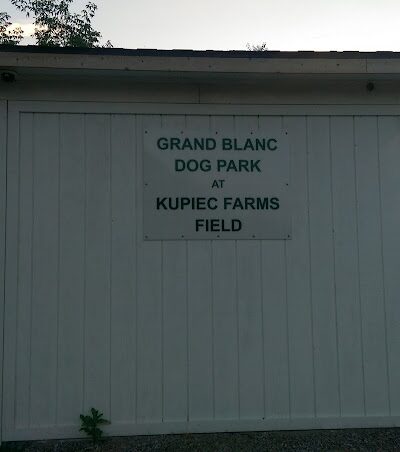 GRAND BLANC
DOG PARK
AT
KUPIEC FARMS
FIELD